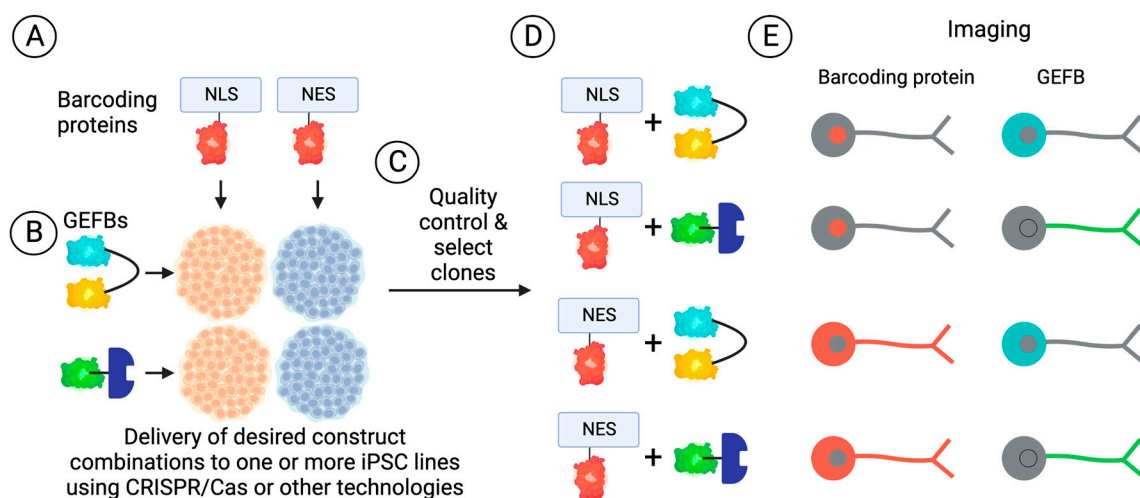 A
Barcoding
proteins
NLS
NES
B
GEFBs
C
Quality
control &
select
clones
Delivery of desired construct
combinations to one or more iPSC lines
using CRISPR/Cas or other technologies
D
NLS
+
NLS
+
NES
+
NES
+
E
Imaging
Barcoding protein
GEFB